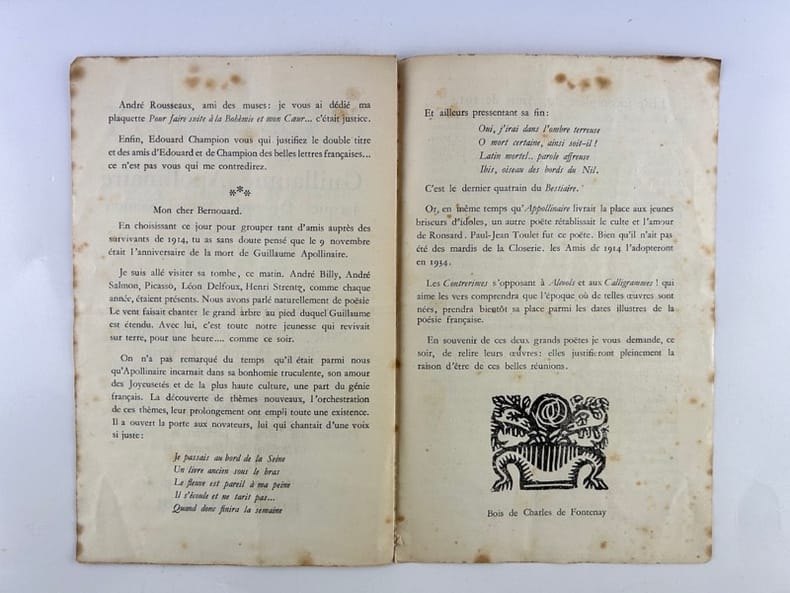 André Rousseaux, ami des muses : je vous ai dédié ma
plaquette Pour faire suite à la Bohème et mon Cœur... c'était justice.
Enfin, Edouard Champion vous qui justifiez le double titre
et des amis d'Edouard et de Champion des belles lettres françaises...
ce n'est pas vous qui me contredirez.
***
Mon cher Bernouard.
En choisissant ce jour pour grouper tant d'amis auprès des
survivants de 1914, tu as sans doute pensé que le 9 novembre
était l'anniversaire de la mort de Guillaume Apollinaire.
Je suis allé visiter sa tombe, ce matin. André Billy, André
Salmon, Picasso, Léon Delfoux, Henri Strentz, comme chaque
année, étaient présents. Nous avons parlé naturellement de poésie
Le vent faisait chanter le grand arbre au pied duquel Guillaume
est étendu. Avec lui, c'est toute notre jeunesse qui revivait
sur terre, pour une heure.... comme ce soir.
On n'a pas remarqué du temps qu'il était parmi nous
qu'Apollinaire incarnait dans sa bonhomie truculente, son amour
des Joyeusetés et de la plus haute culture, une part du génie
français. La découverte de thèmes nouveaux, l'orchestration
de ces thèmes, leur prolongement ont empli toute une existence.
Il a ouvert la porte aux novateurs, lui qui chantait d'une voix
si juste :
Je passais au bord de la Seine
Un livre ancien sous le bras
Le fleuve est pareil à ma peine
Il s'écoule et ne tarit pas...
Quand donc finira la semaine
Et ailleurs pressentant sa fin :
Oui, j'irai dans l'ombre terreuse
O mort certaine, ainsi soit-il !
Latin mortel.. parole affreuse
Ibis, oiseau des bords du Nil.
C'est le dernier quatrain du Bestiaire.
Or, en même temps qu'Appollinaire livrait la place aux jeunes
briseurs d'idoles, un autre poète rétablissait le culte et l'amour
de Ronsard. Paul-Jean Toulet fut ce poète. Bien qu'il n'ait pas
été des mardis de la Closerie. les Amis de 1914 l'adopteront
en 1934.
Les Contrerimes s'opposant à Alcools et aux Calligrammes ! qui
aime les vers comprendra que l'époque où de telles œuvres sont
nées, prendra bientôt sa place parmi les dates illustres de la
poésie française.
En souvenir de ces deux grands poètes je vous demande, ce
soir, de relire leurs œuvres : elles justifieront pleinement la
raison d'être de ces belles réunions.
Bois de Charles de Fontenay